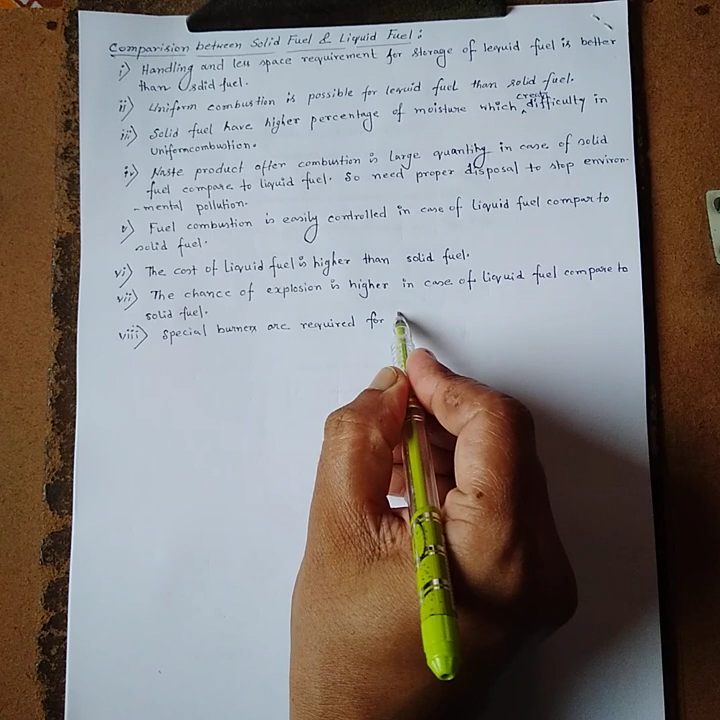 Comparision between Solid Fuel & Liquid Fuel :
i) Handling and less space requirement for storage of lequid fuel is better
than solid fuel.
ii) Uniform combustion is possible for lequid fuel than solid fuel.
iii) Solid fuel have higher percentage of moisture which create difficulty in
Uniformcombustion.
iv) Waste product after combustion is large quantity in case of solid
fuel compare to liquid fuel. So need proper disposal to stop environ-
-mental pollution.
v) Fuel combustion is easily controlled in case of liquid fuel compar to
solid fuel.
vi) The cost of liquid fuel is higher than solid fuel.
vii) The chance of explosion is higher in case of liquid fuel compare to
solid fuel.
viii) Special burners are required for